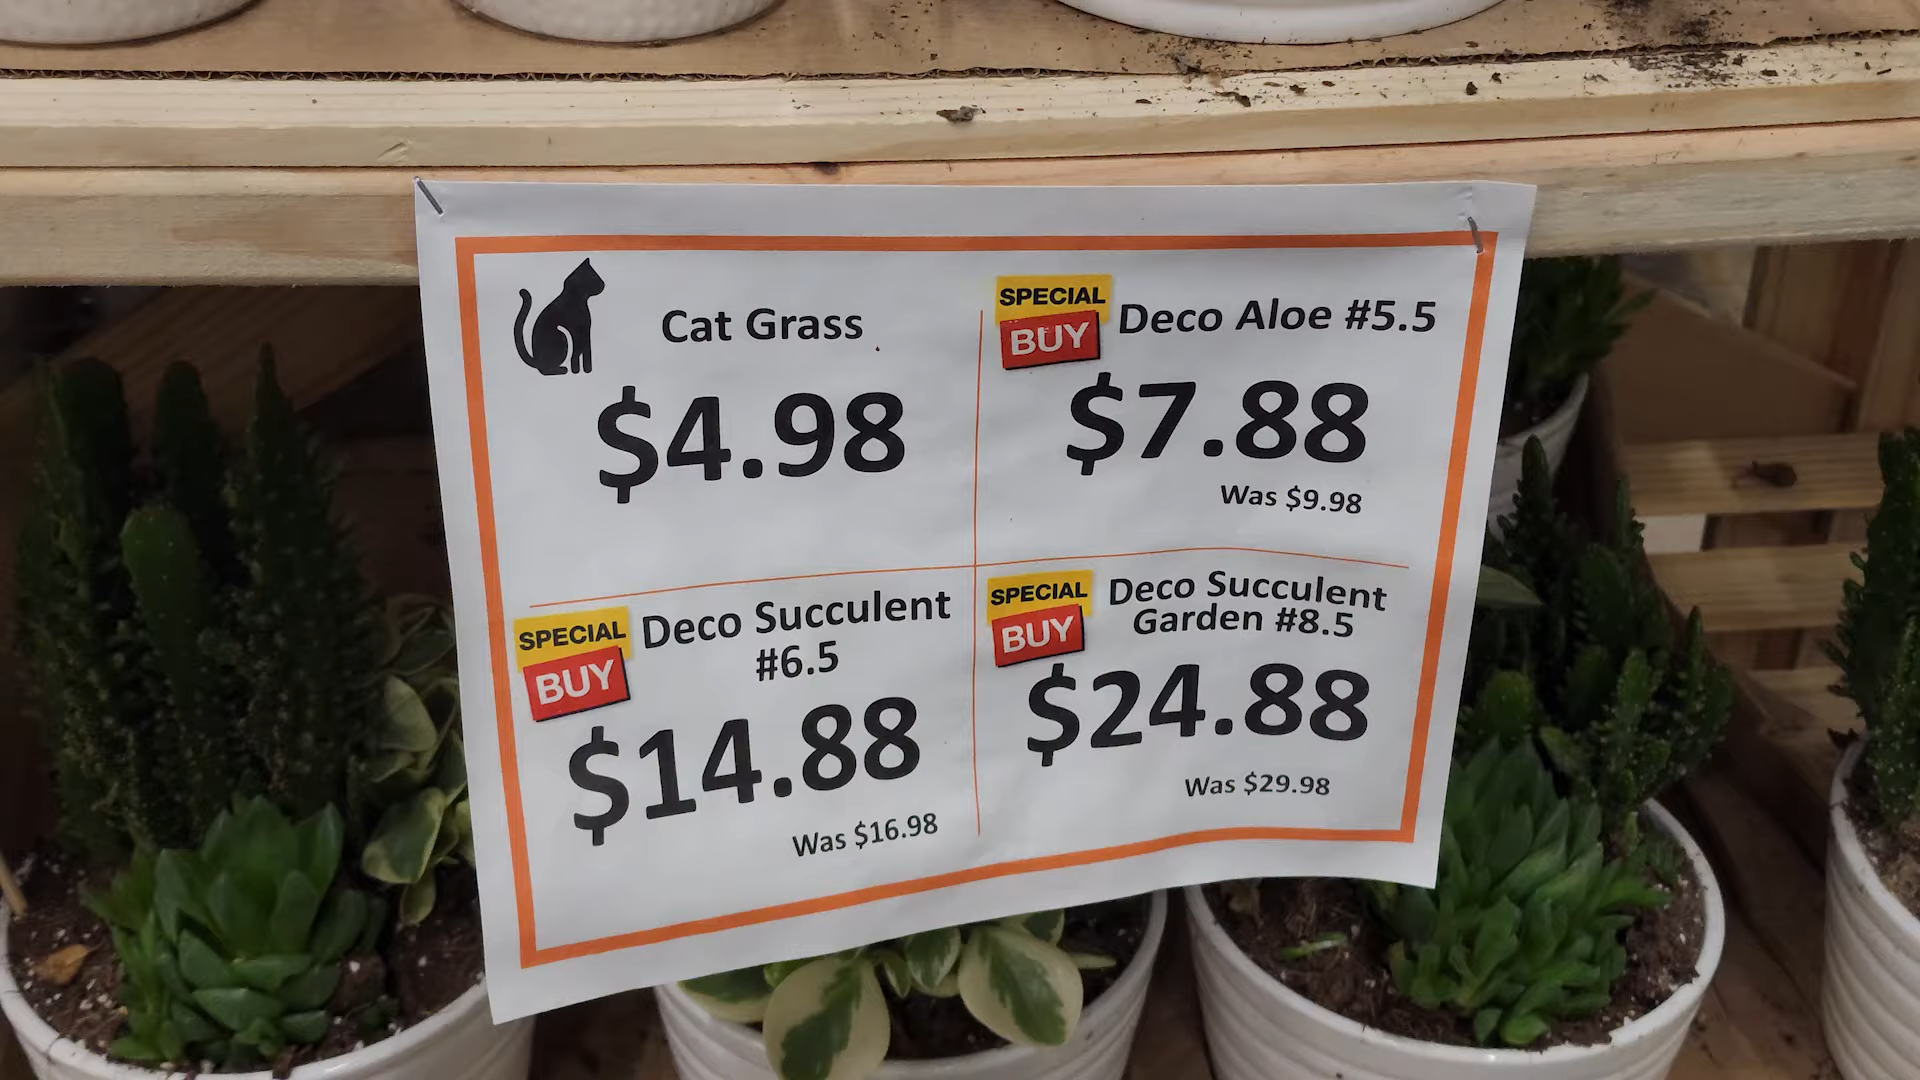 Cat Grass
$4.98
SPECIAL
BUY
Deco Aloe #5.5
$7.88
Was $9.98
SPECIAL
BUY
Deco Succulent
#6.5
$14.88
Was $16.98
SPECIAL
BUY
Deco Succulent
Garden #8.5
$24.88
Was $29.98